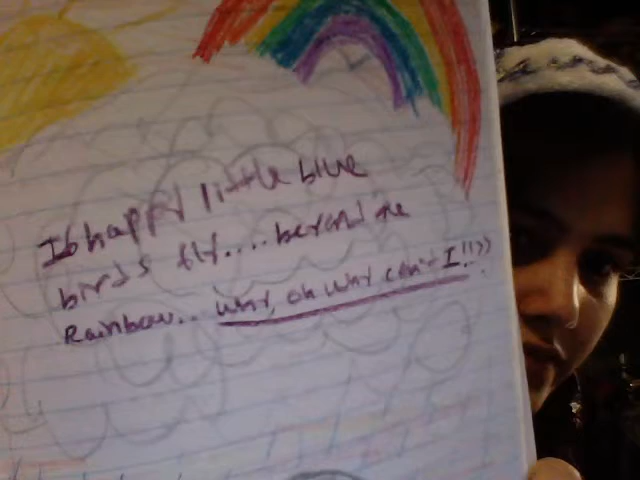 If happy little blue
birds fly.... beyond the
Rainbow.. why, oh why can't I!!??